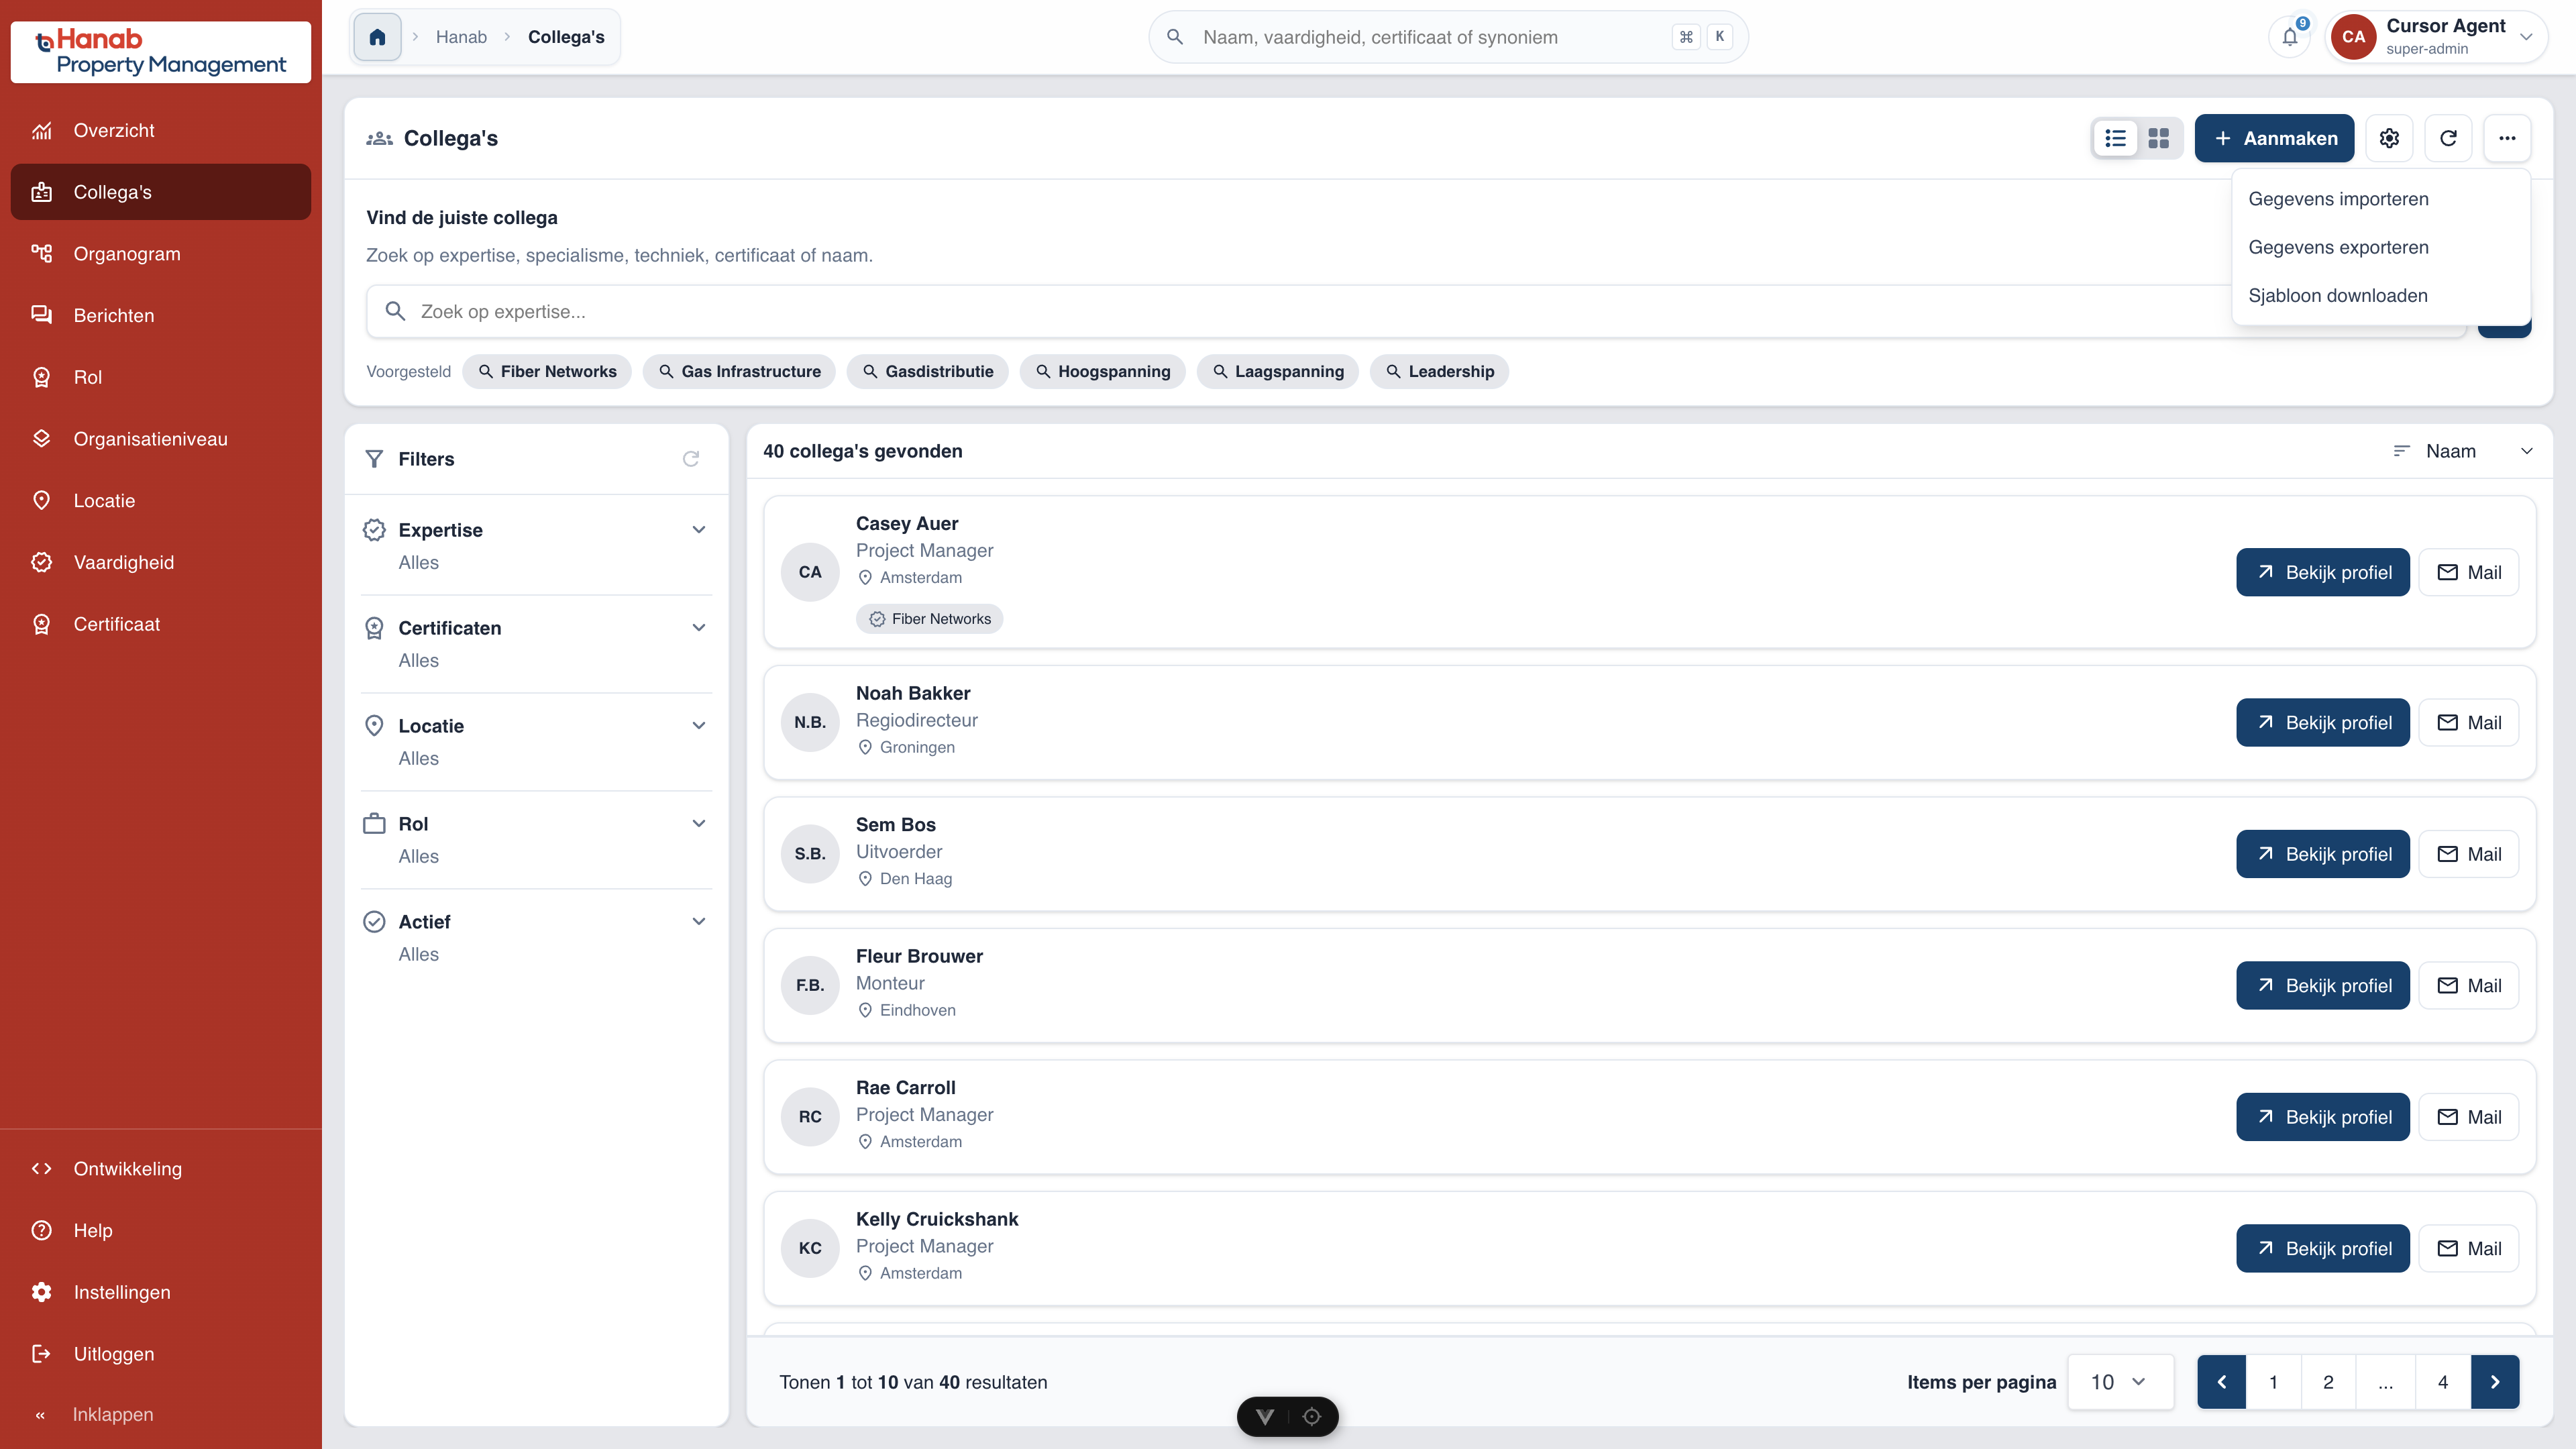 Hanab
Property Management
Overzicht
Collega's
Organogram
Berichten
Rol
Organisatieniveau
Locatie
Vaardigheid
Certificaat
Ontwikkeling
Help
Instellingen
Uitloggen
« Inklappen
Hanab
Collega's
Naam, vaardigheid, certificaat of synoniem
⌘ K
9
CA
Cursor Agent
super-admin
Collega's
+ Aanmaken
Gegevens importeren
Gegevens exporteren
Sjabloon downloaden
Vind de juiste collega
Zoek op expertise, specialisme, techniek, certificaat of naam.
Zoek op expertise...
Voorgesteld Fiber Networks Gas Infrastructure Gasdistributie Hoogspanning Laagspanning Leadership
Filters
Expertise
Alles
Certificaten
Alles
Locatie
Alles
Rol
Alles
Actief
Alles
40 collega's gevonden
Naam
CA
Casey Auer
Project Manager
Amsterdam
Fiber Networks
Bekijk profiel Mail
N.B.
Noah Bakker
Regiodirecteur
Groningen
Bekijk profiel Mail
S.B.
Sem Bos
Uitvoerder
Den Haag
Bekijk profiel Mail
F.B.
Fleur Brouwer
Monteur
Eindhoven
Bekijk profiel Mail
RC
Rae Carroll
Project Manager
Amsterdam
Bekijk profiel Mail
KC
Kelly Cruickshank
Project Manager
Amsterdam
Bekijk profiel Mail
Tonen 1 tot 10 van 40 resultaten
Items per pagina 10
1 2 ... 4